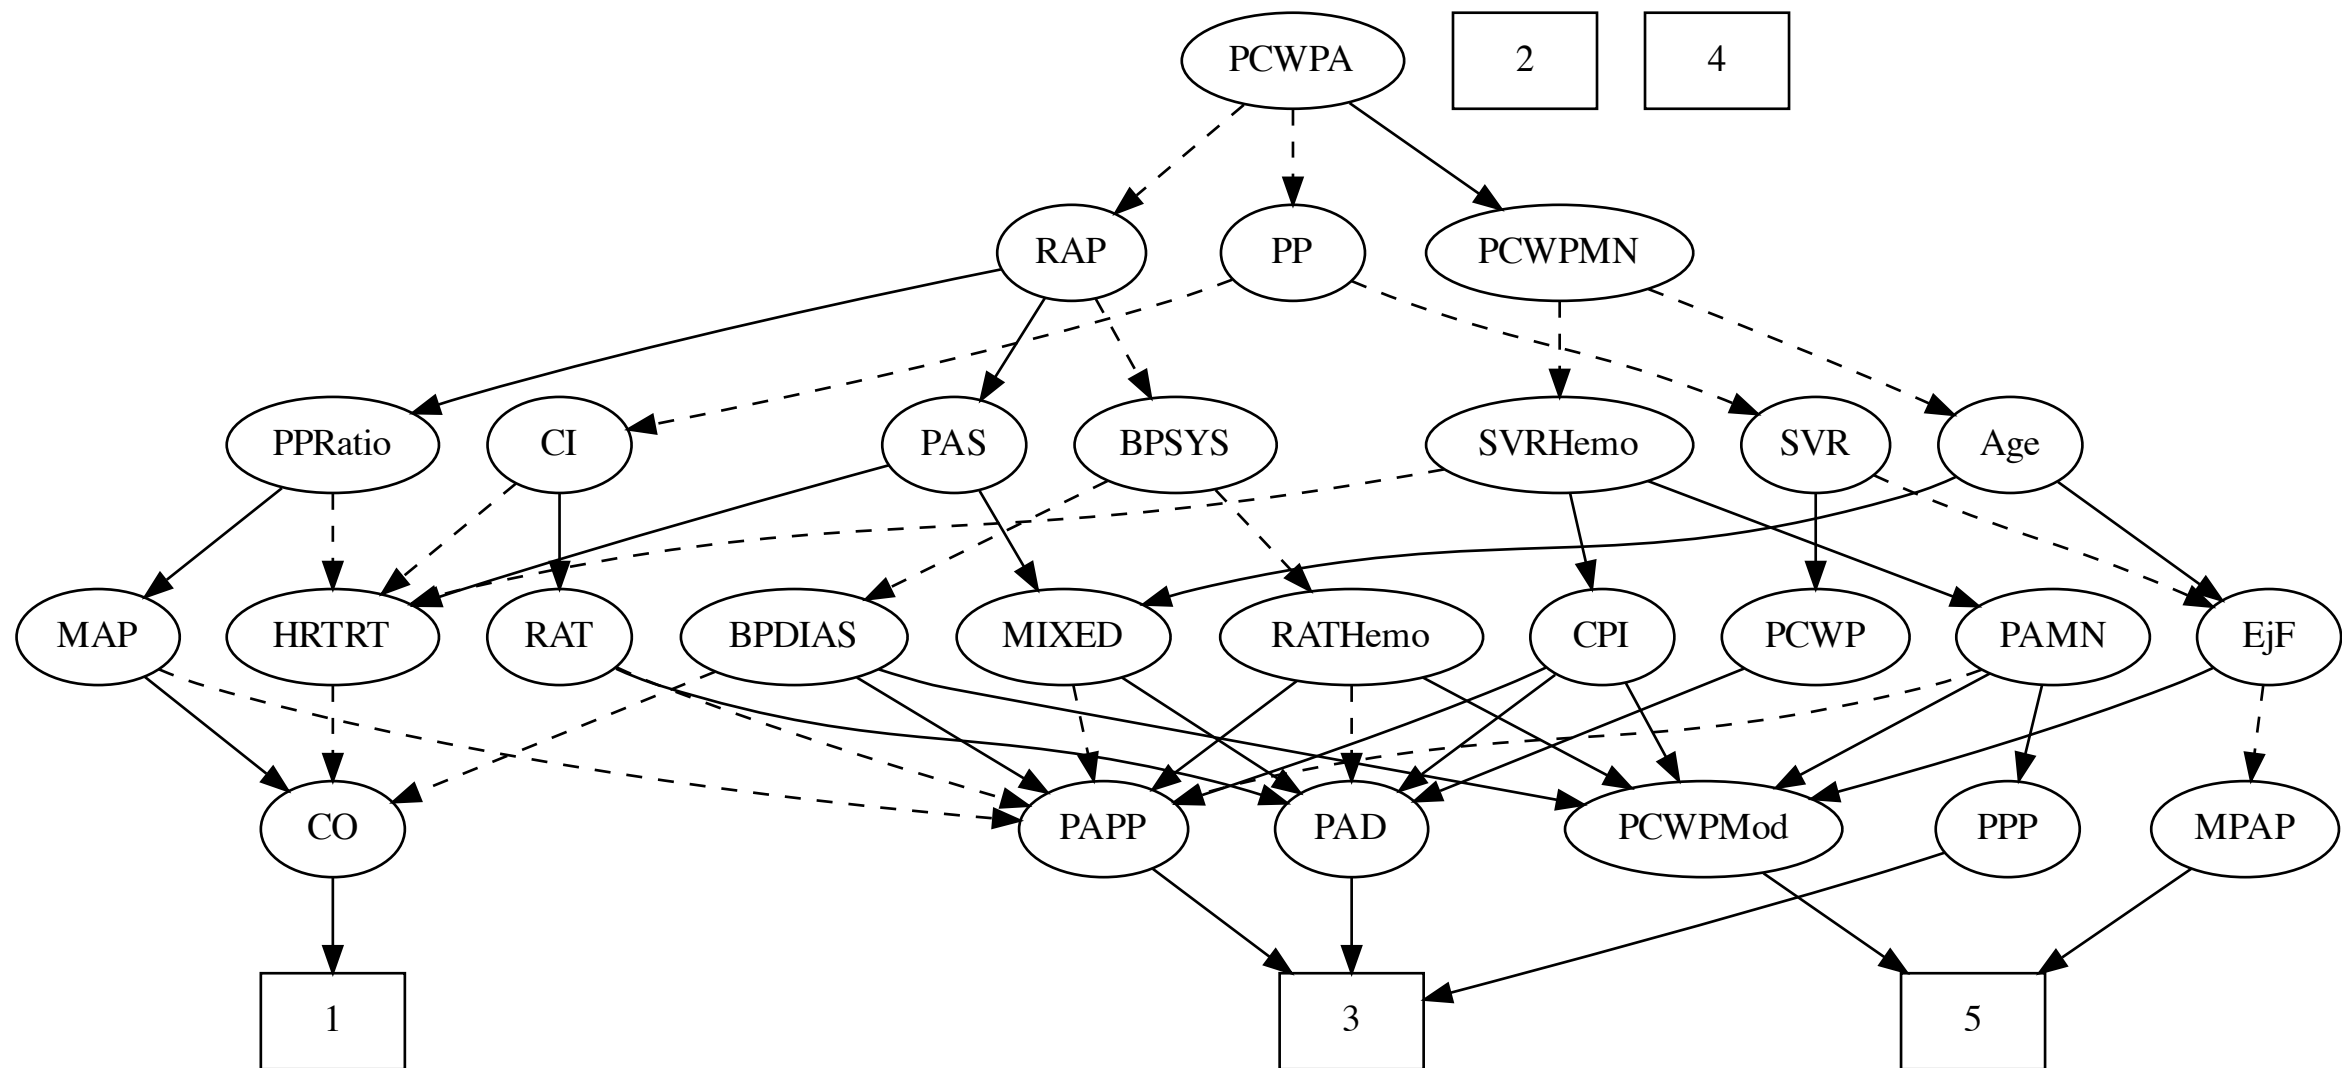 PCWPA
2
4
RAP
PP
PCWPMN
PPRatio
CI
PAS
BPSYS
SVRHemo
SVR
Age
MAP
HRTRT
RAT
BPDIAS
MIXED
RATHemo
CPI
PCWP
PAMN
EjF
CO
PAPP
PAD
PCWPMod
PPP
MPAP
1
3
5